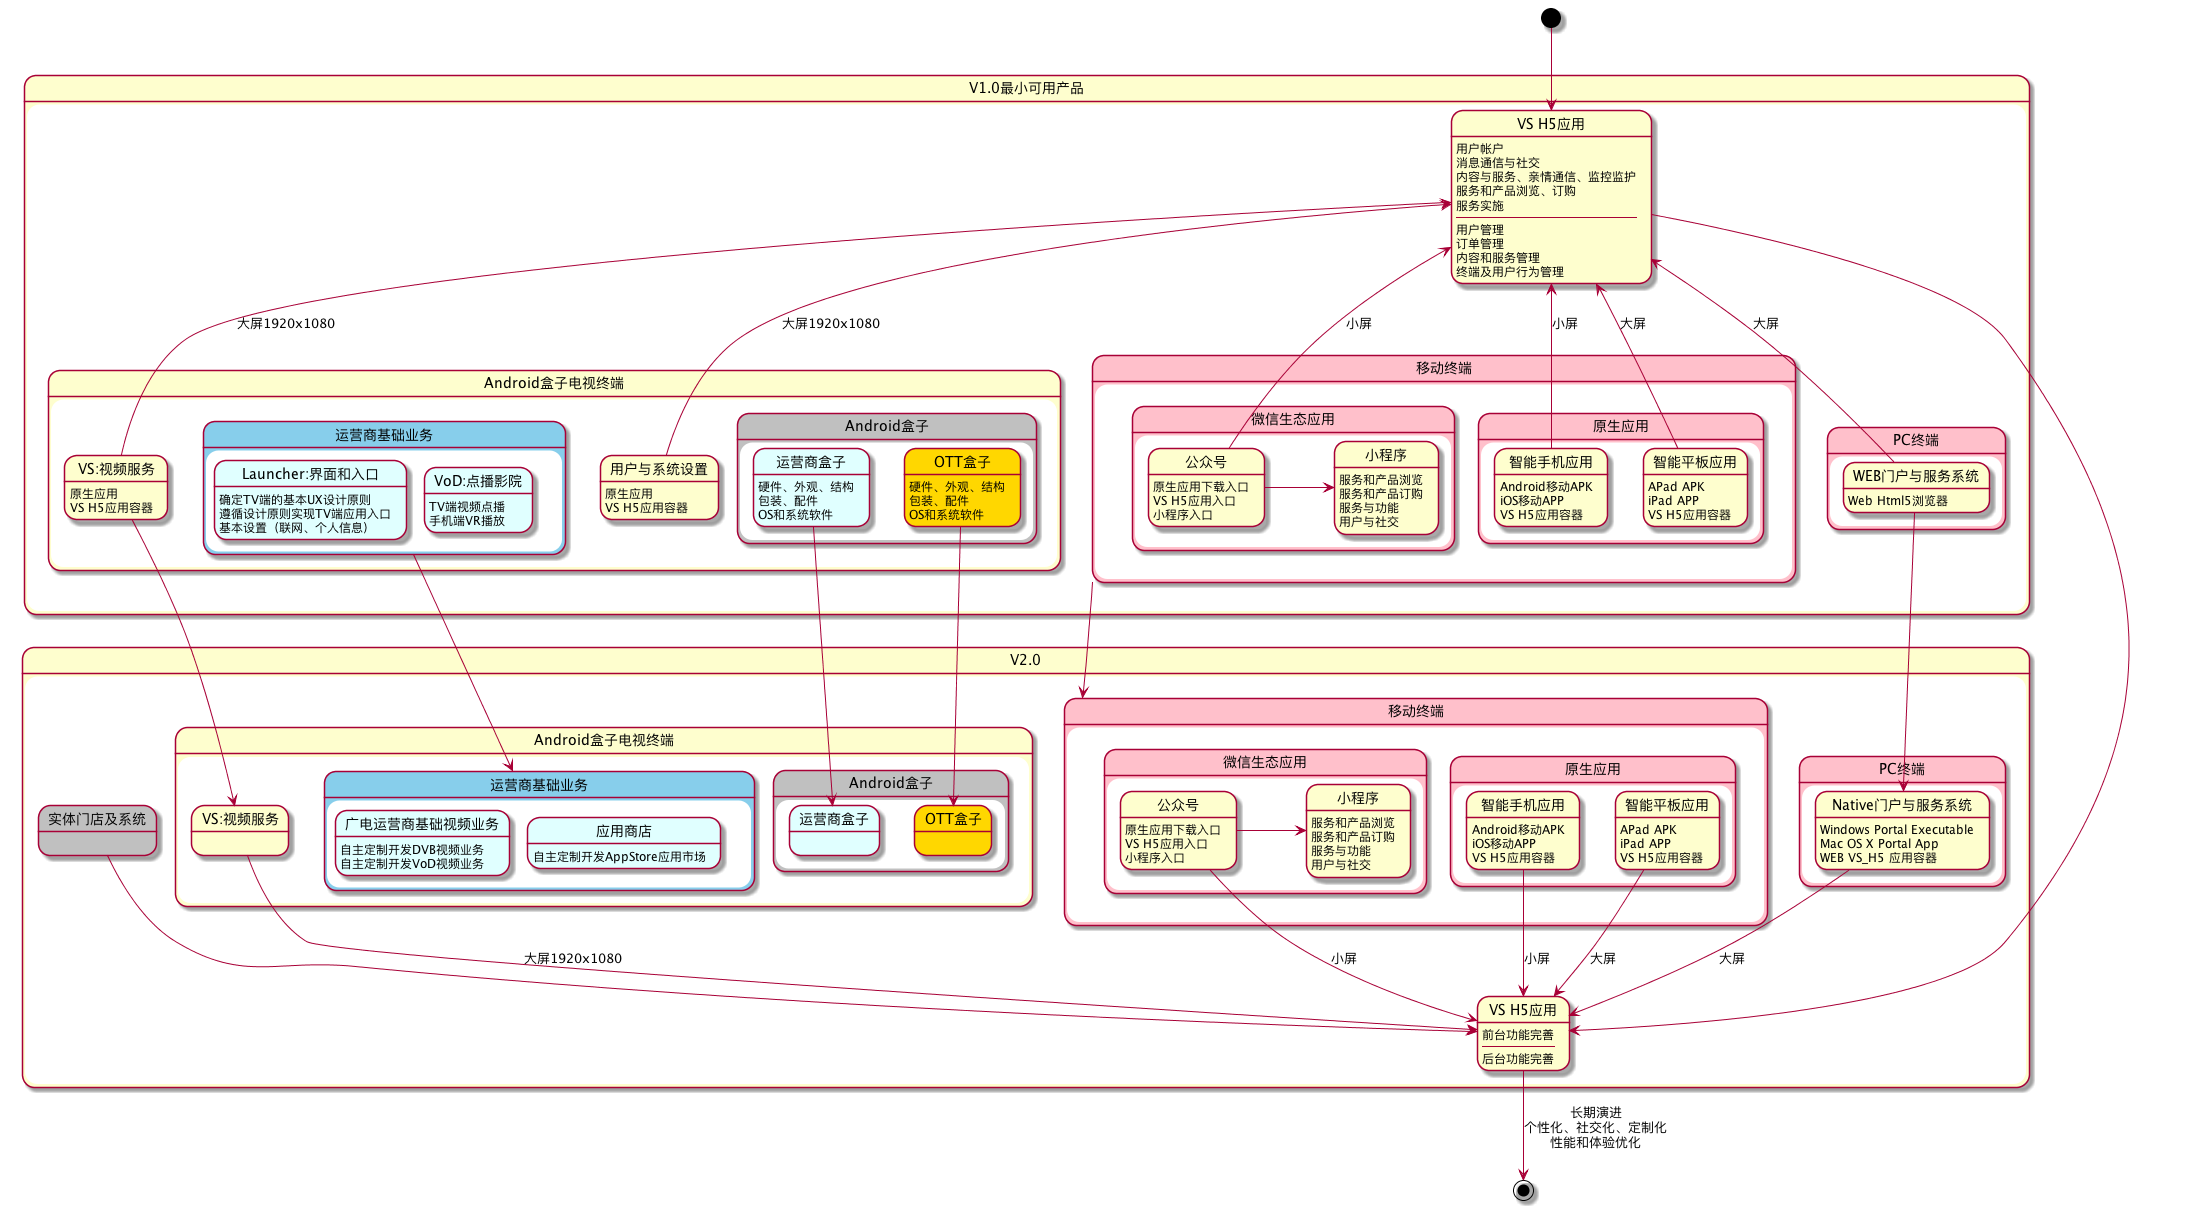 V1.0最小可用产品
VS H5应用
用户帐户
消息通信与社交
内容与服务、亲情通信、监控监护
服务和产品浏览、订购
服务实施
用户管理
订单管理
内容和服务管理
终端及用户行为管理
大屏1920x1080
大屏1920x1080
小屏
小屏
大屏
大屏
Android盒子电视终端
VS:视频服务
原生应用
VS H5应用容器
运营商基础业务
Launcher:界面和入口
确定TV端的基本UX设计原则
遵循设计原则实现TV端应用入口
基本设置（联网、个人信息）
VoD:点播影院
TV端视频点播
手机端VR播放
用户与系统设置
原生应用
VS H5应用容器
Android盒子
运营商盒子
硬件、外观、结构
包装、配件
OS和系统软件
OTT盒子
硬件、外观、结构
包装、配件
OS和系统软件
移动终端
微信生态应用
公众号
原生应用下载入口
VS H5应用入口
小程序入口
小程序
服务和产品浏览
服务和产品订购
服务与功能
用户与社交
原生应用
智能手机应用
Android移动APK
iOS移动APP
VS H5应用容器
智能平板应用
APad APK
iPad APP
VS H5应用容器
PC终端
WEB门户与服务系统
Web Html5浏览器
V2.0
实体门店及系统
Android盒子电视终端
VS:视频服务
运营商基础业务
广电运营商基础视频业务
自主定制开发DVB视频业务
自主定制开发VoD视频业务
应用商店
自主定制开发AppStore应用市场
Android盒子
运营商盒子
OTT盒子
移动终端
微信生态应用
公众号
原生应用下载入口
VS H5应用入口
小程序入口
小程序
服务和产品浏览
服务和产品订购
服务与功能
用户与社交
原生应用
智能手机应用
Android移动APK
iOS移动APP
VS H5应用容器
智能平板应用
APad APK
iPad APP
VS H5应用容器
PC终端
Native门户与服务系统
Windows Portal Executable
Mac OS X Portal App
WEB VS_H5 应用容器
大屏1920x1080
小屏
小屏
大屏
大屏
VS H5应用
前台功能完善
后台功能完善
长期演进
个性化、社交化、定制化
性能和体验优化